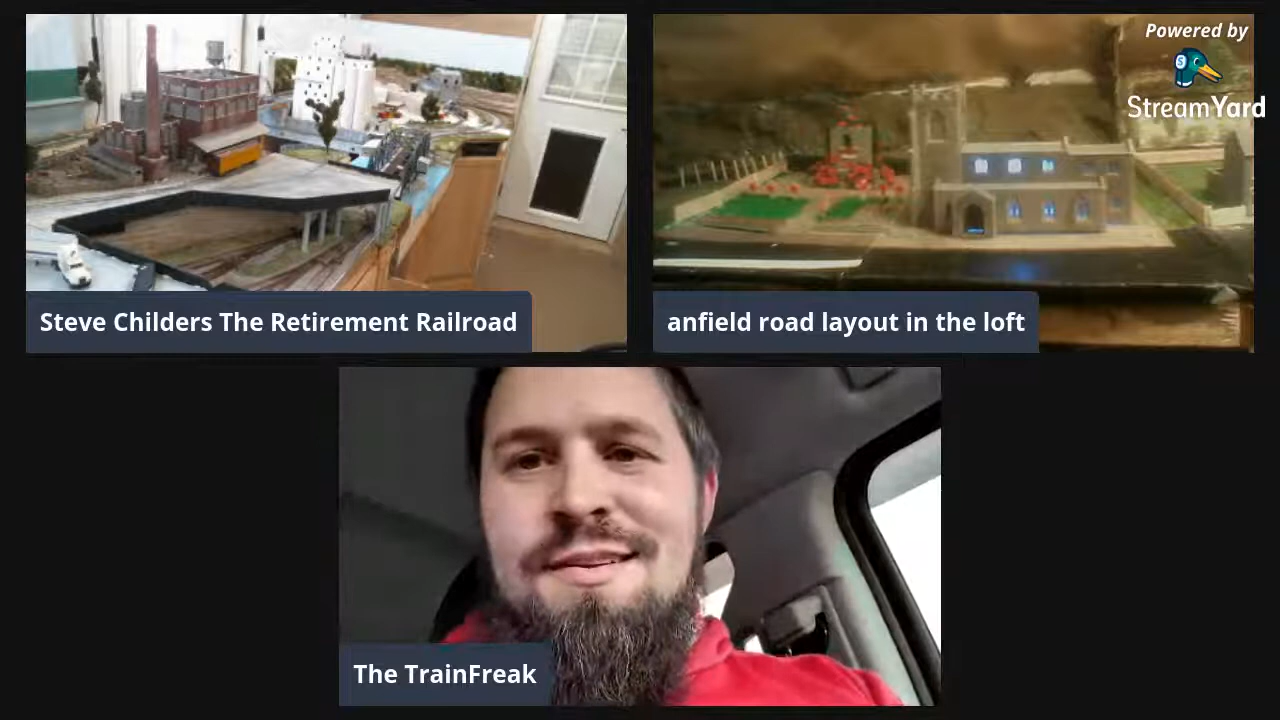 Powered by
StreamYard
Steve Childers The Retirement Railroad
anfield road layout in the loft
The TrainFreak